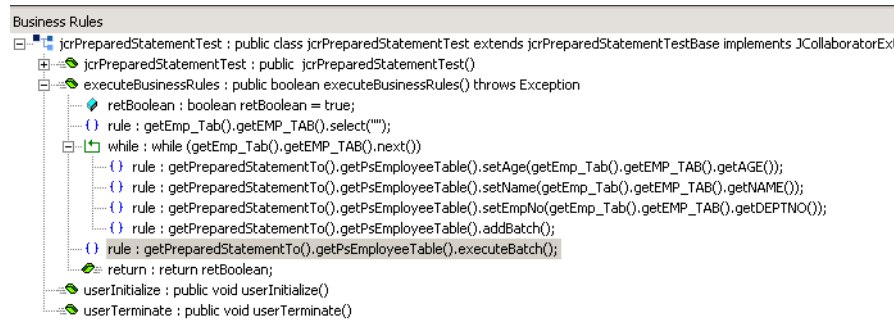 Business Rules
jcrPreparedStatementTest : public class jcrPreparedStatementTest extends jcrPreparedStatementTestBase implements JCollaboratorExt
jcrPreparedStatementTest : public jcrPreparedStatementTest()
executeBusinessRules : public boolean executeBusinessRules() throws Exception
retBoolean : boolean retBoolean = true;
rule : getEmp_Tab().getEMP_TAB().select("");
while : while (getEmp_Tab().getEMP_TAB().next())
rule : getPreparedStatementTo().getPsEmployeeTable().setAge(getEmp_Tab().getEMP_TAB().getAGE());
rule : getPreparedStatementTo().getPsEmployeeTable().setName(getEmp_Tab().getEMP_TAB().getNAME());
rule : getPreparedStatementTo().getPsEmployeeTable().setEmpNo(getEmp_Tab().getEMP_TAB().getDEPTNO());
rule : getPreparedStatementTo().getPsEmployeeTable().addBatch();
rule : getPreparedStatementTo().getPsEmployeeTable().executeBatch();
return : return retBoolean;
userInitialize : public void userInitialize()
userTerminate : public void userTerminate()